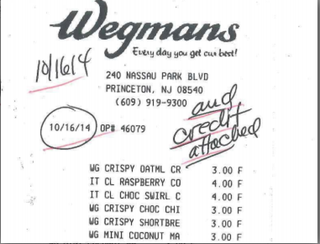 Wegmans
Every day you get our best!
10/16/14
240 NASSAU PARK BLVD
PRINCETON, NJ 08540
(609) 919-9300
and
credit
attached
10/16/14 OP# 46079
WG CRISPY OATML CR 3.00 F
IT CL RASPBERRY CO 4.00 F
IT CL CHOC SWIRL C 4.00 F
WG CRISPY CHOC CHI 3.00 F
WG CRISPY SHORTBRE 3.00 F
WG MINI COCONUT MA 3.00 F